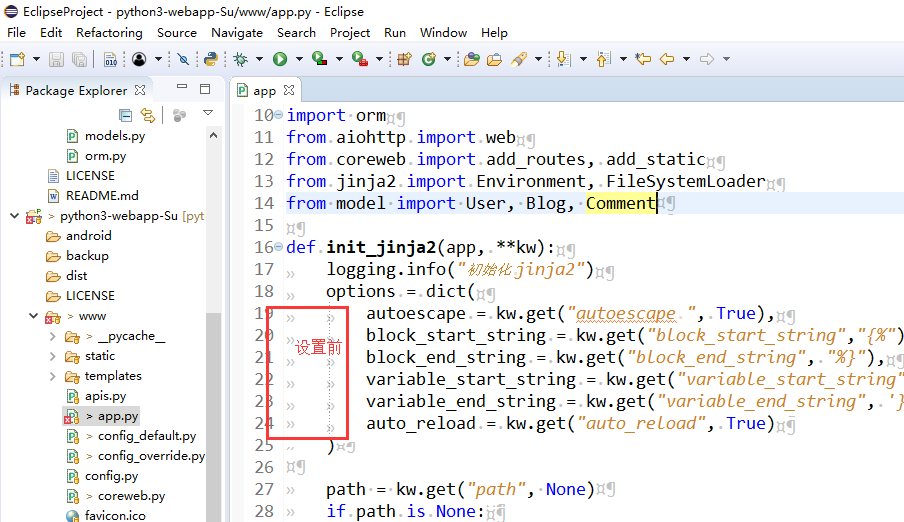 EclipseProject - python3-webapp-Su/www/app.py - Eclipse
File Edit Refactoring Source Navigate Search Project Run Window Help
Package Explorer
app
models.py
orm.py
LICENSE
README.md
> python3-webapp-Su [pyt
android
backup
dist
LICENSE
> www
> __pycache__
static
> templates
apis.py
> app.py
> config_default.py
> config_override.py
config.py
> coreweb.py
favicon.ico
10 import orm
11 from aiohttp import web
12 from coreweb import add_routes, add_static
13 from jinja2 import Environment, FileSystemLoader
14 from model import User, Blog, Comment
15
16 def init_jinja2(app, **kw):
17 logging.info("初始化jinja2")
18 options = dict(
19 autoescape = kw.get("autoescape ", True),
20 block_start_string = kw.get("block_start_string","{%")
21 block_end_string = kw.get("block_end_string", "%}"),
22 variable_start_string = kw.get("variable_start_string"
23 variable_end_string = kw.get("variable_end_string", '}
24 auto_reload = kw.get("auto_reload", True)
25 )
26
27 path = kw.get("path", None)
28 if path is None:
设置前